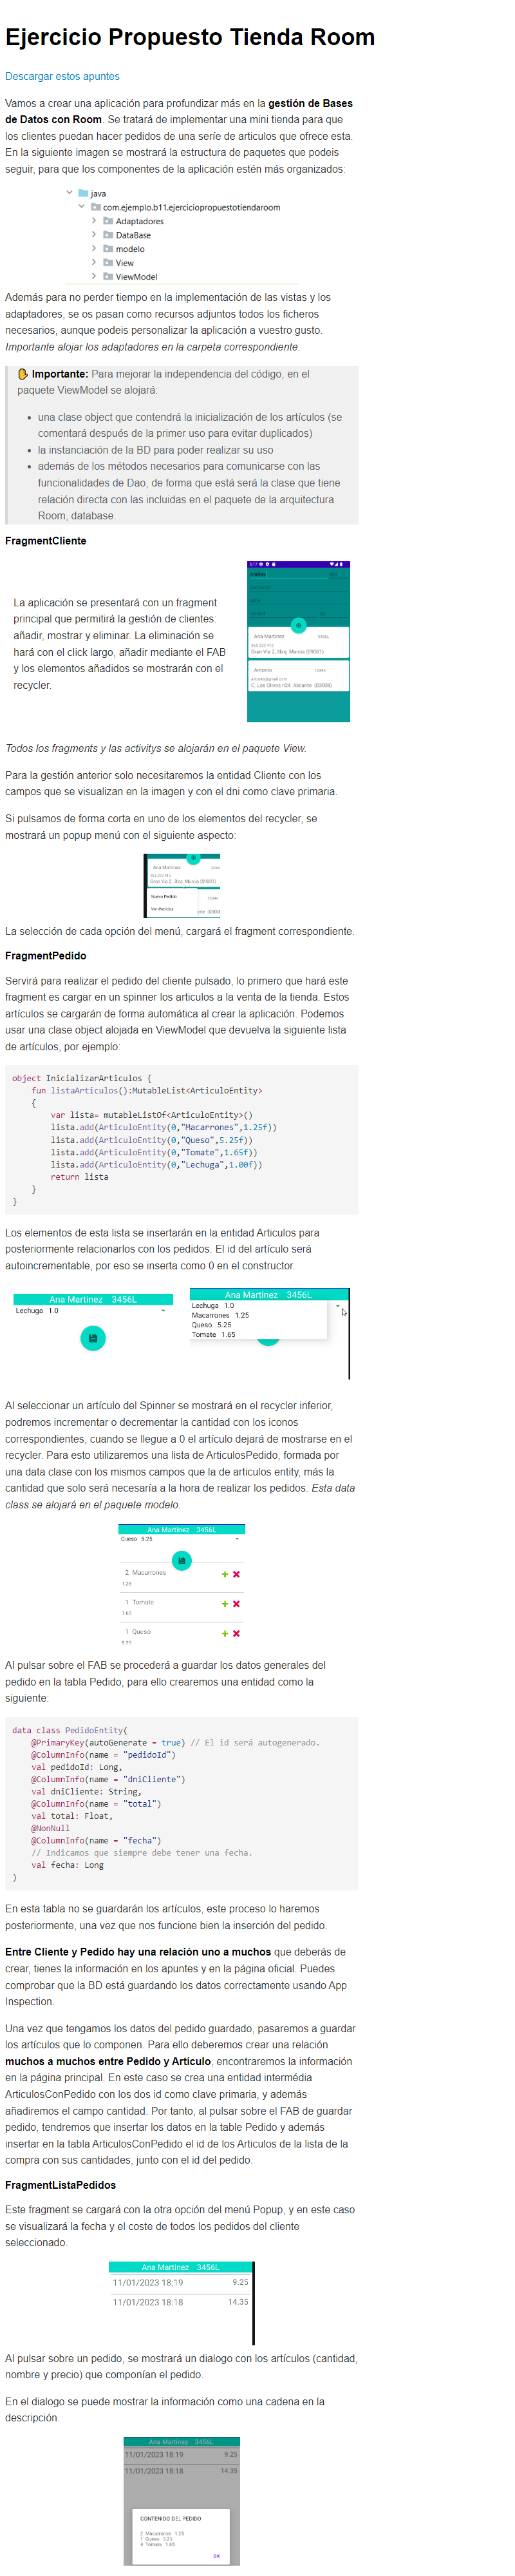 Ejercicio Propuesto Tienda Room
Descargar estos apuntes
Vamos a crear una aplicación para profundizar más en la gestión de Bases
de Datos con Room. Se tratará de implementar una mini tienda para que
los clientes puedan hacer pedidos de una serie de articulos que ofrece esta.
En la siguiente imagen se mostrará la estructura de paquetes que podeis
seguir, para que los componentes de la aplicación estén más organizados:
java
com.ejemplo.b11.ejerciciopropuestotiendaroom
Adaptadores
DataBase
modelo
View
ViewModel
Además para no perder tiempo en la implementación de las vistas y los
adaptadores, se os pasan como recursos adjuntos todos los ficheros
necesarios, aunque podeis personalizar la aplicación a vuestro gusto.
Importante alojar los adaptadores en la carpeta correspondiente.
✋ Importante: Para mejorar la independencia del código, en el
paquete ViewModel se alojará:
una clase object que contendrá la inicialización de los artículos (se
comentará después de la primer uso para evitar duplicados)
la instanciación de la BD para poder realizar su uso
además de los métodos necesarios para comunicarse con las
funcionalidades de Dao, de forma que está será la clase que tiene
relación directa con las incluidas en el paquete de la arquitectura
Room, database.
FragmentCliente
La aplicación se presentará con un fragment
principal que permitirá la gestión de clientes:
añadir, mostrar y eliminar. La eliminación se
hará con el click largo, añadir mediante el FAB
y los elementos añadidos se mostrarán con el
recycler.
Ana Martinez 3456L
Gran Via 2, 3izq Murcia (3f001)
Antonio 1234H
C. Los Olivos n24 Alicante (03008)
Todos los fragments y las activitys se alojarán en el paquete View.
Para la gestión anterior solo necesitaremos la entidad Cliente con los
campos que se visualizan en la imagen y con el dni como clave primaria.
Si pulsamos de forma corta en uno de los elementos del recycler, se
mostrará un popup menú con el siguiente aspecto:
Ana Martinez
Nuevo Pedido
Ver Pedidos
La selección de cada opción del menú, cargará el fragment correspondiente.
FragmentPedido
Servirá para realizar el pedido del cliente pulsado, lo primero que hará este
fragment es cargar en un spinner los articulos a la venta de la tienda. Estos
artículos se cargarán de forma automática al crear la aplicación. Podemos
usar una clase object alojada en ViewModel que devuelva la siguiente lista
de artículos, por ejemplo:
object InicializarArticulos {
fun listaArticulos():MutableList<ArticuloEntity>
{
var lista= mutableListOf<ArticuloEntity>()
lista.add(ArticuloEntity(0,"Macarrones",1.25f))
lista.add(ArticuloEntity(0,"Queso",5.25f))
lista.add(ArticuloEntity(0,"Tomate",1.65f))
lista.add(ArticuloEntity(0,"Lechuga",1.00f))
return lista
}
}
Los elementos de esta lista se insertarán en la entidad Articulos para
posteriormente relacionarlos con los pedidos. El id del artículo será
autoincrementable, por eso se inserta como 0 en el constructor.
Ana Martinez 3456L
Lechuga 1.0
Ana Martinez 3456L
Lechuga 1.0
Macarrones 1.25
Queso 5.25
Tomate 1.65
Al seleccionar un artículo del Spinner se mostrará en el recycler inferior,
podremos incrementar o decrementar la cantidad con los iconos
correspondientes, cuando se llegue a 0 el artículo dejará de mostrarse en el
recycler. Para esto utilizaremos una lista de ArticulosPedido, formada por
una data clase con los mismos campos que la de articulos entity, más la
cantidad que solo será necesaría a la hora de realizar los pedidos. Esta data
class se alojará en el paquete modelo.
Ana Martinez 3456L
Queso 5.25
2 Macarrones
1.25
1 Tomate
1.65
1 Queso
5.25
Al pulsar sobre el FAB se procederá a guardar los datos generales del
pedido en la tabla Pedido, para ello crearemos una entidad como la
siguiente:
data class PedidoEntity(
@PrimaryKey(autoGenerate = true) // El id será autogenerado.
@ColumnInfo(name = "pedidoId")
val pedidoId: Long,
@ColumnInfo(name = "dniCliente")
val dniCliente: String,
@ColumnInfo(name = "total")
val total: Float,
@NonNull
@ColumnInfo(name = "fecha")
// Indicamos que siempre debe tener una fecha.
val fecha: Long
)
En esta tabla no se guardarán los artículos, este proceso lo haremos
posteriormente, una vez que nos funcione bien la inserción del pedido.
Entre Cliente y Pedido hay una relación uno a muchos que deberás de
crear, tienes la información en los apuntes y en la página oficial. Puedes
comprobar que la BD está guardando los datos correctamente usando App
Inspection.
Una vez que tengamos los datos del pedido guardado, pasaremos a guardar
los artículos que lo componen. Para ello deberemos crear una relación
muchos a muchos entre Pedido y Artículo, encontraremos la información
en la página principal. En este caso se crea una entidad intermédia
ArticulosConPedido con los dos id como clave primaria, y además
añadiremos el campo cantidad. Por tanto, al pulsar sobre el FAB de guardar
pedido, tendremos que insertar los datos en la table Pedido y además
insertar en la tabla ArticulosConPedido el id de los Articulos de la lista de la
compra con sus cantidades, junto con el id del pedido.
FragmentListaPedidos
Este fragment se cargará con la otra opción del menú Popup, y en este caso
se visualizará la fecha y el coste de todos los pedidos del cliente
seleccionado.
Ana Martinez 3456L
11/01/2023 18:19 9.25
11/01/2023 18:18 14.35
Al pulsar sobre un pedido, se mostrará un dialogo con los artículos (cantidad,
nombre y precio) que componían el pedido.
En el dialogo se puede mostrar la información como una cadena en la
descripción.
Ana Martinez 3456L
11/01/2023 18:19 9.25
11/01/2023 18:18 14.35
CONTENIDO DEL PEDIDO
2 Macarrones 5.25
1 Queso 5.25
4 Tomate 1.65
OK